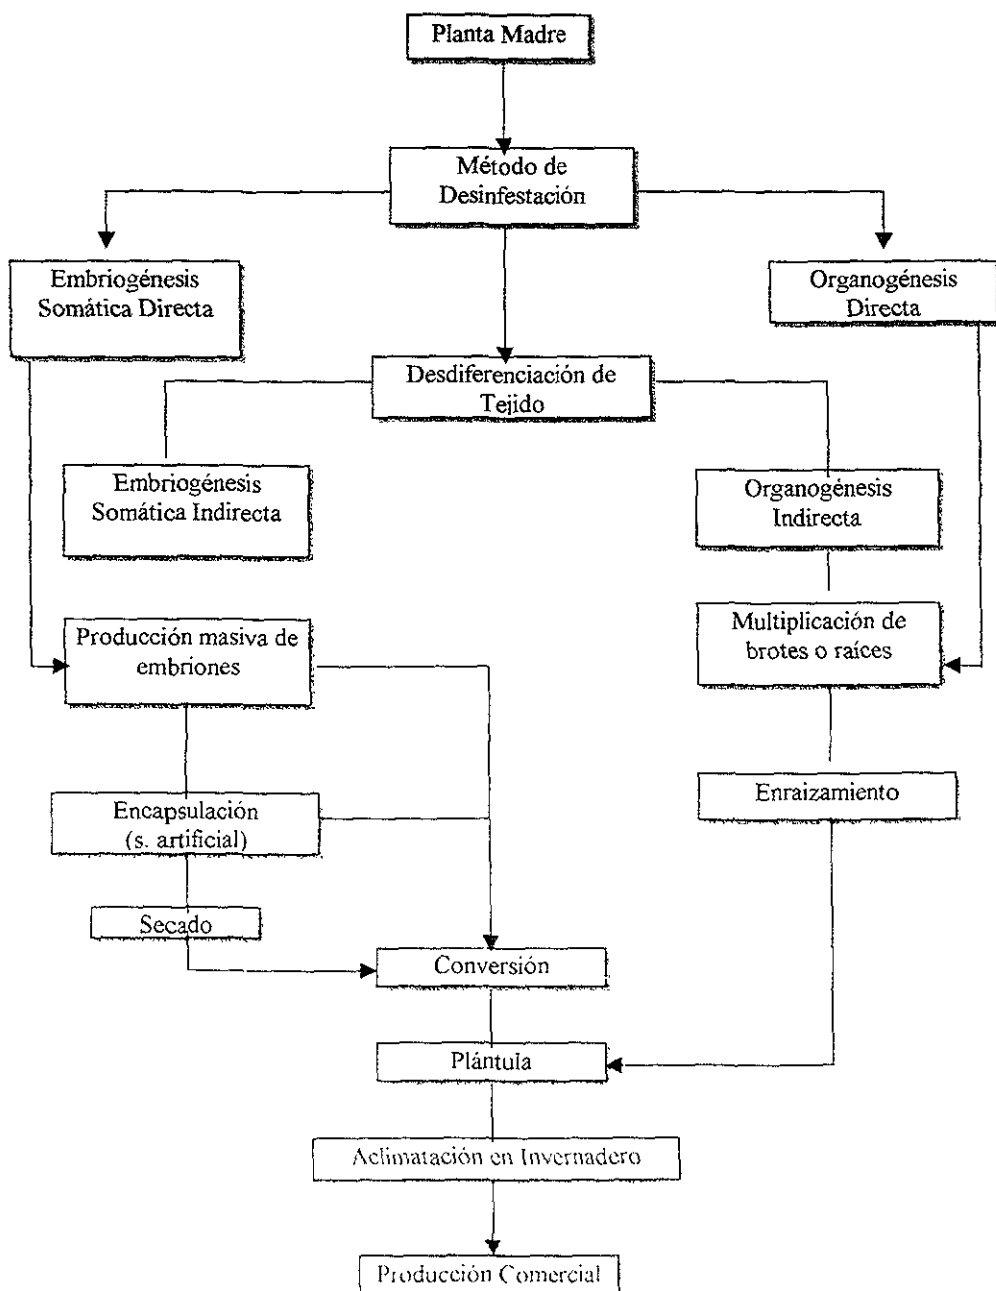 Planta Madre
Método de
Desinfestación
Embriogénesis
Somática Directa
Organogénesis
Directa
Desdiferenciación de
Tejido
Embriogénesis
Somática Indirecta
Organogénesis
Indirecta
Producción masiva de
embriones
Multiplicación de
brotes o raíces
Enraizamiento
Encapsulación
(s. artificial)
Secado
Conversión
Plántula
Aclimatación en Invernadero
Producción Comercial